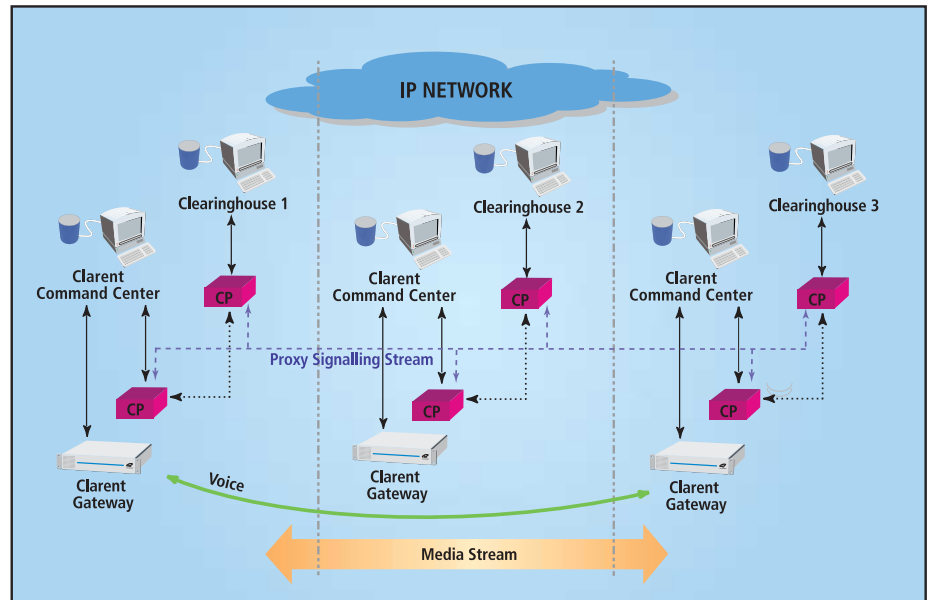 IP NETWORK
Clearinghouse 1
Clearinghouse 2
Clearinghouse 3
Clarent
Command Center
Clarent
Command Center
Clarent
Command Center
CP
CP
CP
Proxy Signalling Stream
CP
CP
CP
Clarent
Gateway
Clarent
Gateway
Clarent
Gateway
Voice
Media Stream